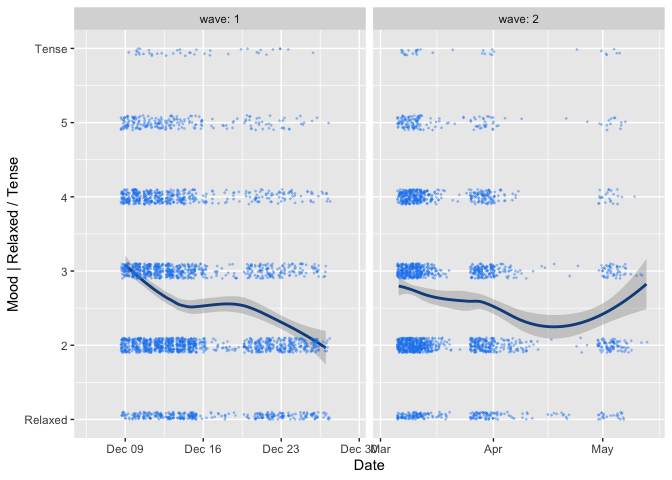 wave: 1
wave: 2
Mood | Relaxed / Tense
Tense
5
4
3
2
Relaxed
Dec 09
Dec 16
Dec 23
Dec 30
Mar
Apr
May
Date